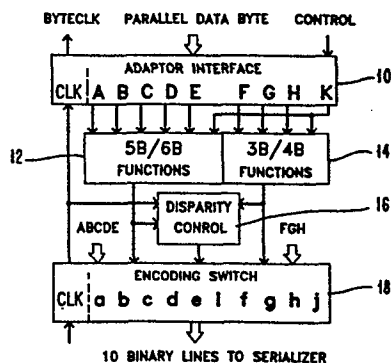 BYTECLK PARALLEL DATA BYTE CONTROL
ADAPTOR INTERFACE
CLK A B C D E F G H K
10
12
5B/6B
FUNCTIONS
3B/4B
FUNCTIONS
14
DISPARITY
CONROL
16
ABCDE
FGH
ENCODING SWITCH
CLK a b c d e i f g h j
18
10 BINARY LINES TO SERIALIZER